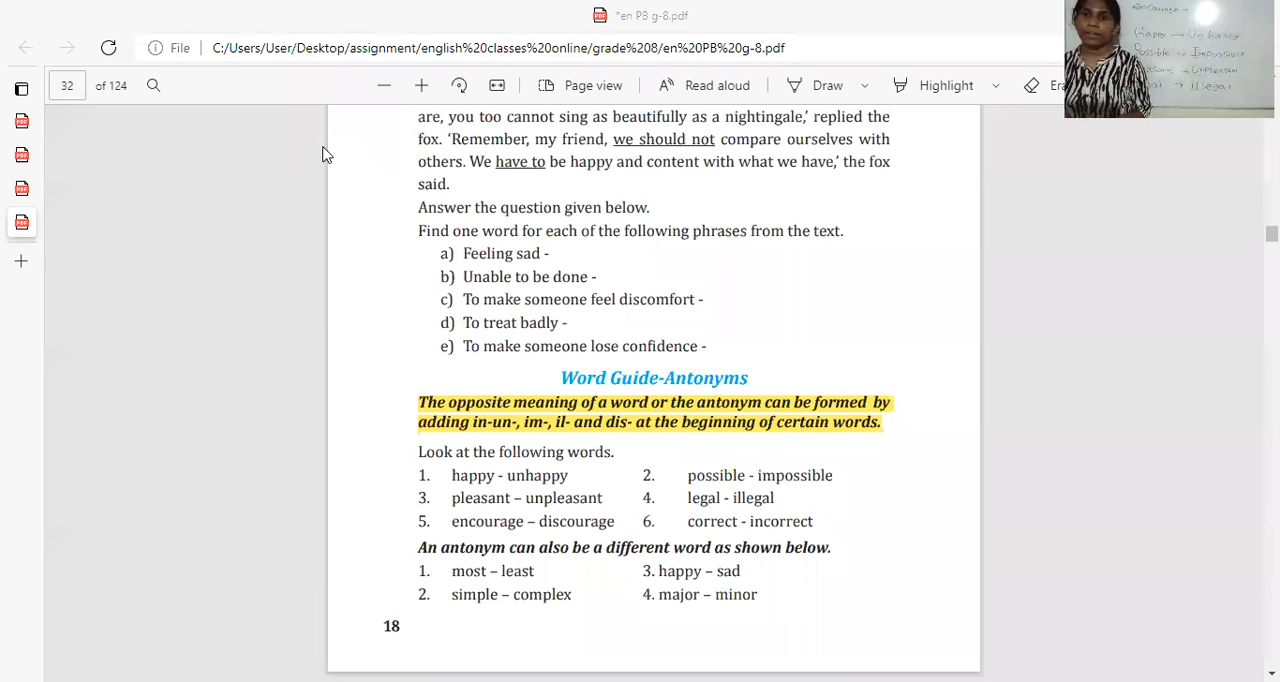 *en PB g-8.pdf
File
C:/Users/User/Desktop/assignment/english%20classes%20online/grade%208/en%20PB%20g-8.pdf
32 of 124
Page view
Read aloud
Draw
Highlight
Era
Happy → Unhappy
Possible → Impossible
→ Illegal
are, you too cannot sing as beautifully as a nightingale,’ replied the
fox. ‘Remember, my friend, we should not compare ourselves with
others. We have to be happy and content with what we have,’ the fox
said.
Answer the question given below.
Find one word for each of the following phrases from the text.
a) Feeling sad -
b) Unable to be done -
c) To make someone feel discomfort -
d) To treat badly -
e) To make someone lose confidence -
Word Guide-Antonyms
The opposite meaning of a word or the antonym can be formed by
adding in-un-, im-, il- and dis- at the beginning of certain words.
Look at the following words.
1. happy - unhappy 2. possible - impossible
3. pleasant – unpleasant 4. legal - illegal
5. encourage – discourage 6. correct - incorrect
An antonym can also be a different word as shown below.
1. most – least 3. happy – sad
2. simple – complex 4. major – minor
18